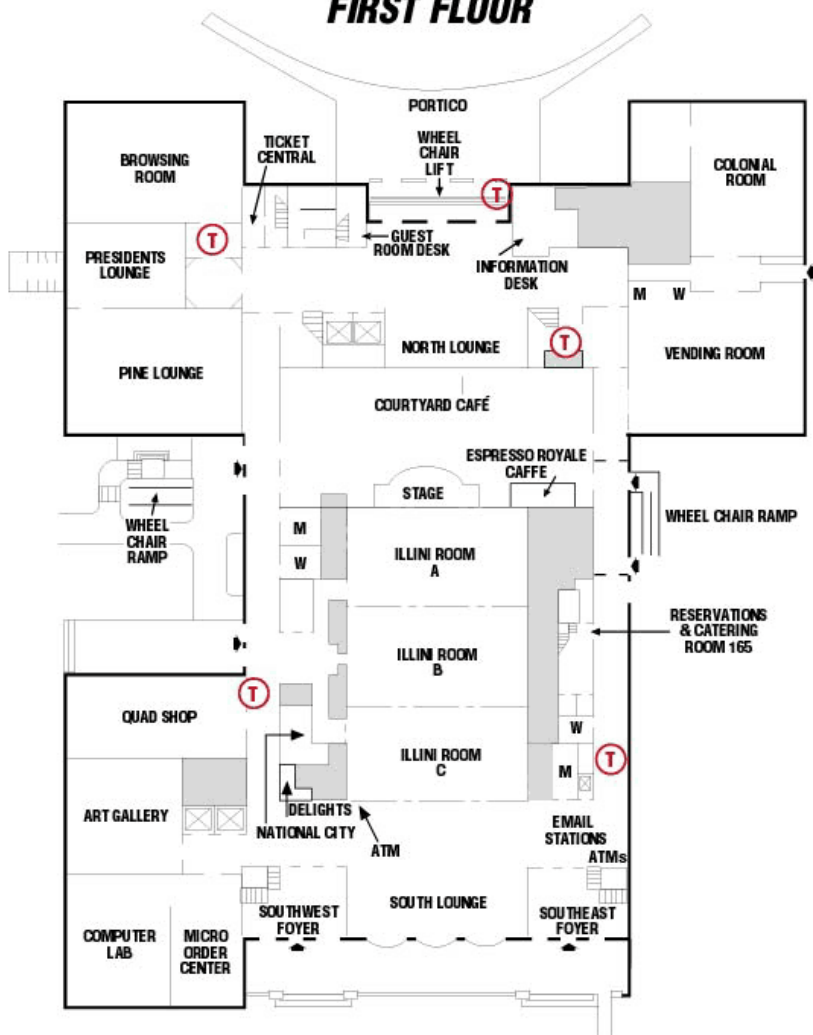 FIRST FLOOR
PORTICO
WHEEL
CHAIR
LIFT
TICKET
CENTRAL
BROWSING
ROOM
COLONIAL
ROOM
T
T
GUEST
ROOM DESK
PRESIDENTS
LOUNGE
INFORMATION
DESK
M
W
NORTH LOUNGE
T
VENDING ROOM
PINE LOUNGE
COURTYARD CAFÉ
ESPRESSO ROYALE
CAFFE
STAGE
WHEEL
CHAIR
RAMP
M
W
WHEEL CHAIR RAMP
ILLINI ROOM
A
RESERVATIONS
& CATERING
ROOM 165
ILLINI ROOM
B
T
QUAD SHOP
ILLINI ROOM
C
W
M
T
ART GALLERY
DELIGHTS
NATIONAL CITY
ATM
EMAIL
STATIONS
ATMs
SOUTH LOUNGE
SOUTHWEST
FOYER
SOUTHEAST
FOYER
COMPUTER
LAB
MICRO
ORDER
CENTER